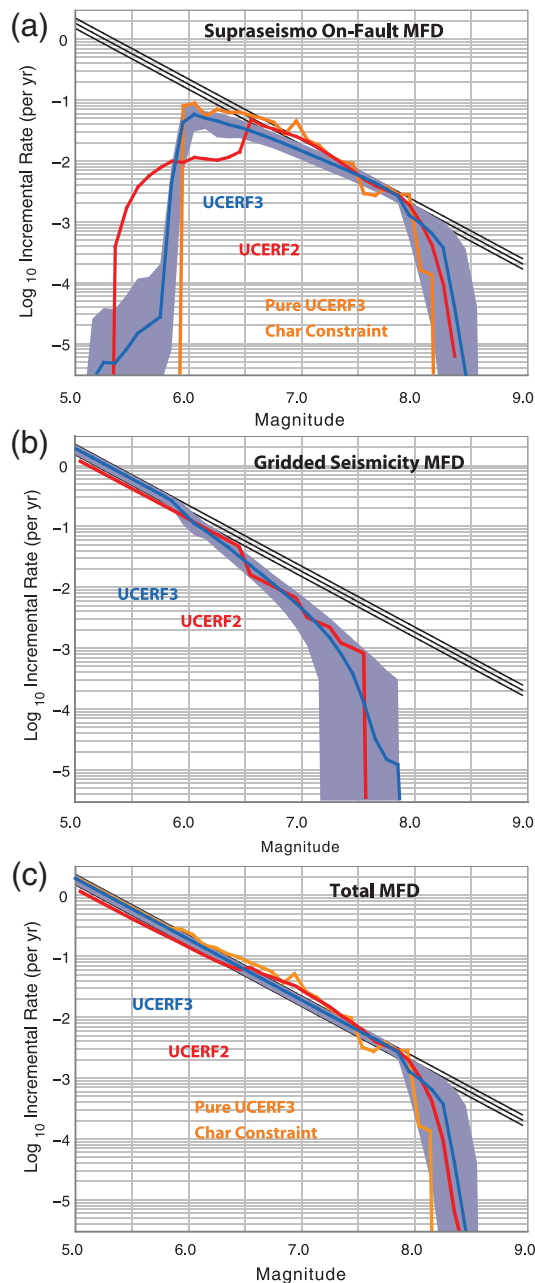 (a)
Supraseismo On-Fault MFD
0
−1
−2
−3
−4
−5
Log 10 Incremental Rate (per yr)
UCERF3
UCERF2
Pure UCERF3
Char Constraint
5.0 6.0 7.0 8.0 9.0
Magnitude
(b)
Gridded Seismicity MFD
0
−1
−2
−3
−4
−5
Log 10 Incremental Rate (per yr)
UCERF3
UCERF2
5.0 6.0 7.0 8.0 9.0
Magnitude
(c)
Total MFD
0
−1
−2
−3
−4
−5
Log 10 Incremental Rate (per yr)
UCERF3
UCERF2
Pure UCERF3
Char Constraint
5.0 6.0 7.0 8.0 9.0
Magnitude